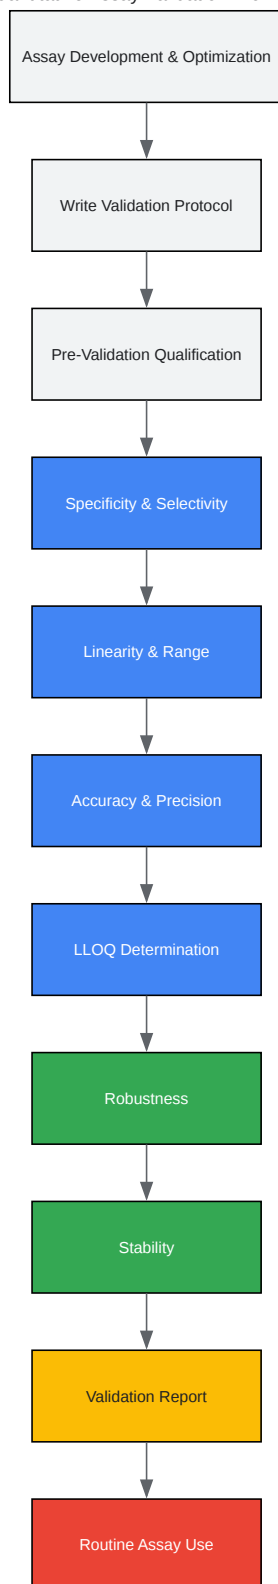 Assay Development & Optimization
Write Validation Protocol
Pre-Validation Qualification
Specificity & Selectivity
Linearity & Range
Accuracy & Precision
LLOQ Determination
Robustness
Stability
Validation Report
Routine Assay Use